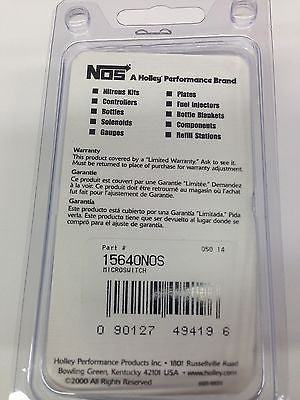 NOS A Holley Performance Brand
■ Nitrous Kits ■ Plates
■ Controllers ■ Fuel Injectors
■ Bottles ■ Bottle Blankets
■ Solenoids ■ Components
■ Gauges ■ Refill Stations
Warranty
This product covered by a "Limited Warranty." Ask to see it.
Must be returned to place of purchase for warranty adjustment.
Garantie
Ce produit est couvert par une Garantie "Limitée." Demandez
à la voir. Ce produit doit être retourné au magasin où l'achat
fut fait pour l'ajustement de la garantie.
Garantía
Este producto está cubierto por una Garantía "Limitada." Pida
verla. Este producto tiene que ser devuelto al lugar donde se
compró para el ajuste de garantía.
Part # 050 14
15640NOS
MICROSWITCH
0 90127 49419 6
Holley Performance Products Inc. • 1801 Russellville Road
Bowling Green, Kentucky 42101 USA • www.holley.com
©2000 All Rights Reserved